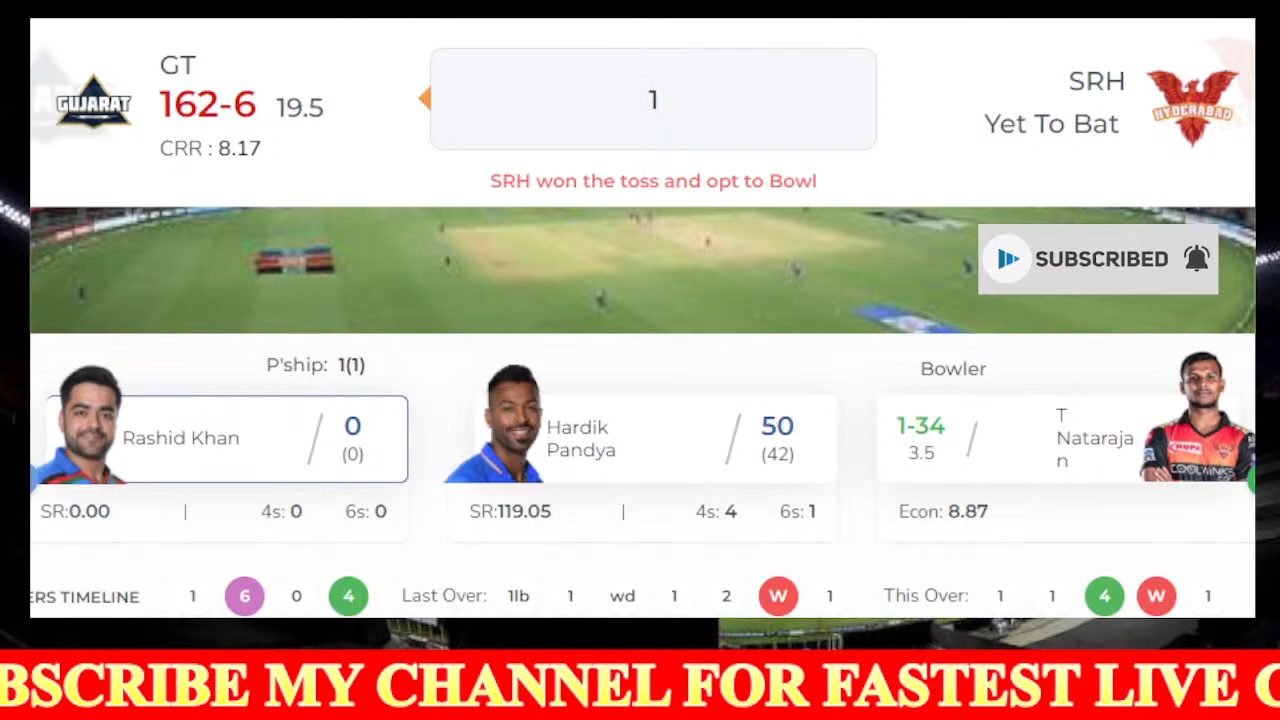 GT
162-6 19.5
CRR : 8.17
GUJARAT
1
SRH
Yet To Bat
HYDERABAD
SRH won the toss and opt to Bowl
SUBSCRIBED
P'ship: 1(1)
Rashid Khan
0
(0)
SR:0.00 | 4s: 0 6s: 0
Hardik
Pandya
50
(42)
SR:119.05 | 4s: 4 6s: 1
Bowler
1-34
3.5
T
Nataraja
n
Econ: 8.87
ERS TIMELINE 1 6 0 4 Last Over: 1lb 1 wd 1 2 W 1 This Over: 1 1 4 W 1
BSCRIBE MY CHANNEL FOR FASTEST LIVE C